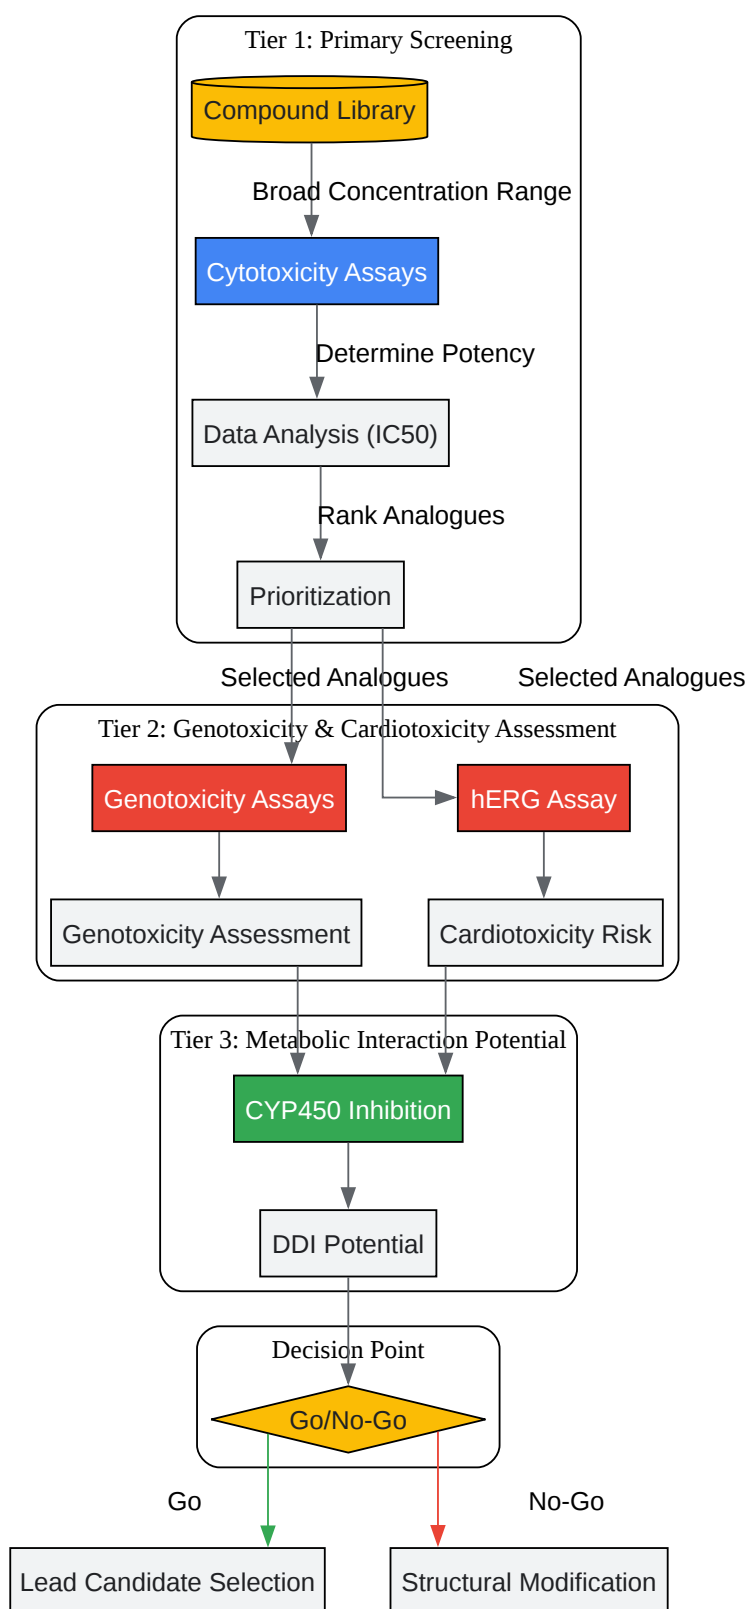 Tier 1: Primary Screening
Compound Library
Broad Concentration Range
Cytotoxicity Assays
Determine Potency
Data Analysis (IC50)
Rank Analogues
Prioritization
Selected Analogues
Selected Analogues
Tier 2: Genotoxicity & Cardiotoxicity Assessment
Genotoxicity Assays
hERG Assay
Genotoxicity Assessment
Cardiotoxicity Risk
Tier 3: Metabolic Interaction Potential
CYP450 Inhibition
DDI Potential
Decision Point
Go/No-Go
Go
No-Go
Lead Candidate Selection
Structural Modification